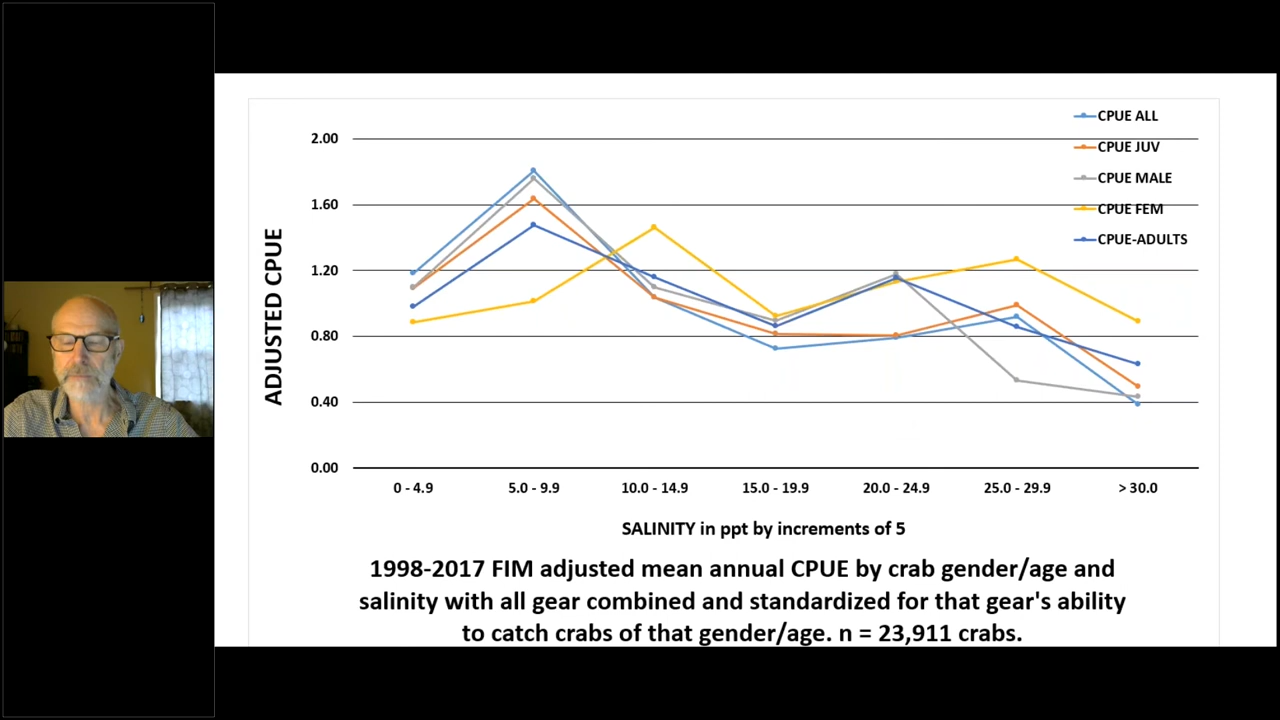 CPUE ALL
2.00
CPUE JUV
CPUE MALE
1.60
CPUE FEM
CPUE-ADULTS
ADJUSTED CPUE
1.20
0.80
0.40
0.00
0 - 4.9 5.0 - 9.9 10.0 - 14.9 15.0 - 19.9 20.0 - 24.9 25.0 - 29.9 > 30.0
SALINITY in ppt by increments of 5
1998-2017 FIM adjusted mean annual CPUE by crab gender/age and
salinity with all gear combined and standardized for that gear's ability
to catch crabs of that gender/age. n = 23,911 crabs.